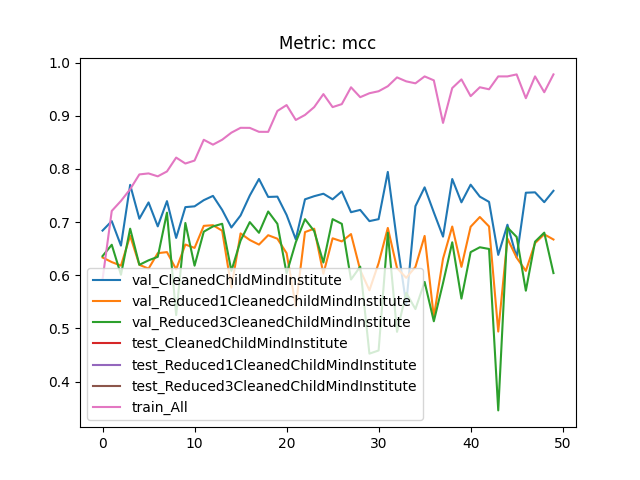 Metric: mcc
1.0
0.9
0.8
0.7
0.6
0.5
0.4
val_CleanedChildMindInstitute
val_Reduced1CleanedChildMindInstitute
val_Reduced3CleanedChildMindInstitute
test_CleanedChildMindInstitute
test_Reduced1CleanedChildMindInstitute
test_Reduced3CleanedChildMindInstitute
train_All
0 10 20 30 40 50